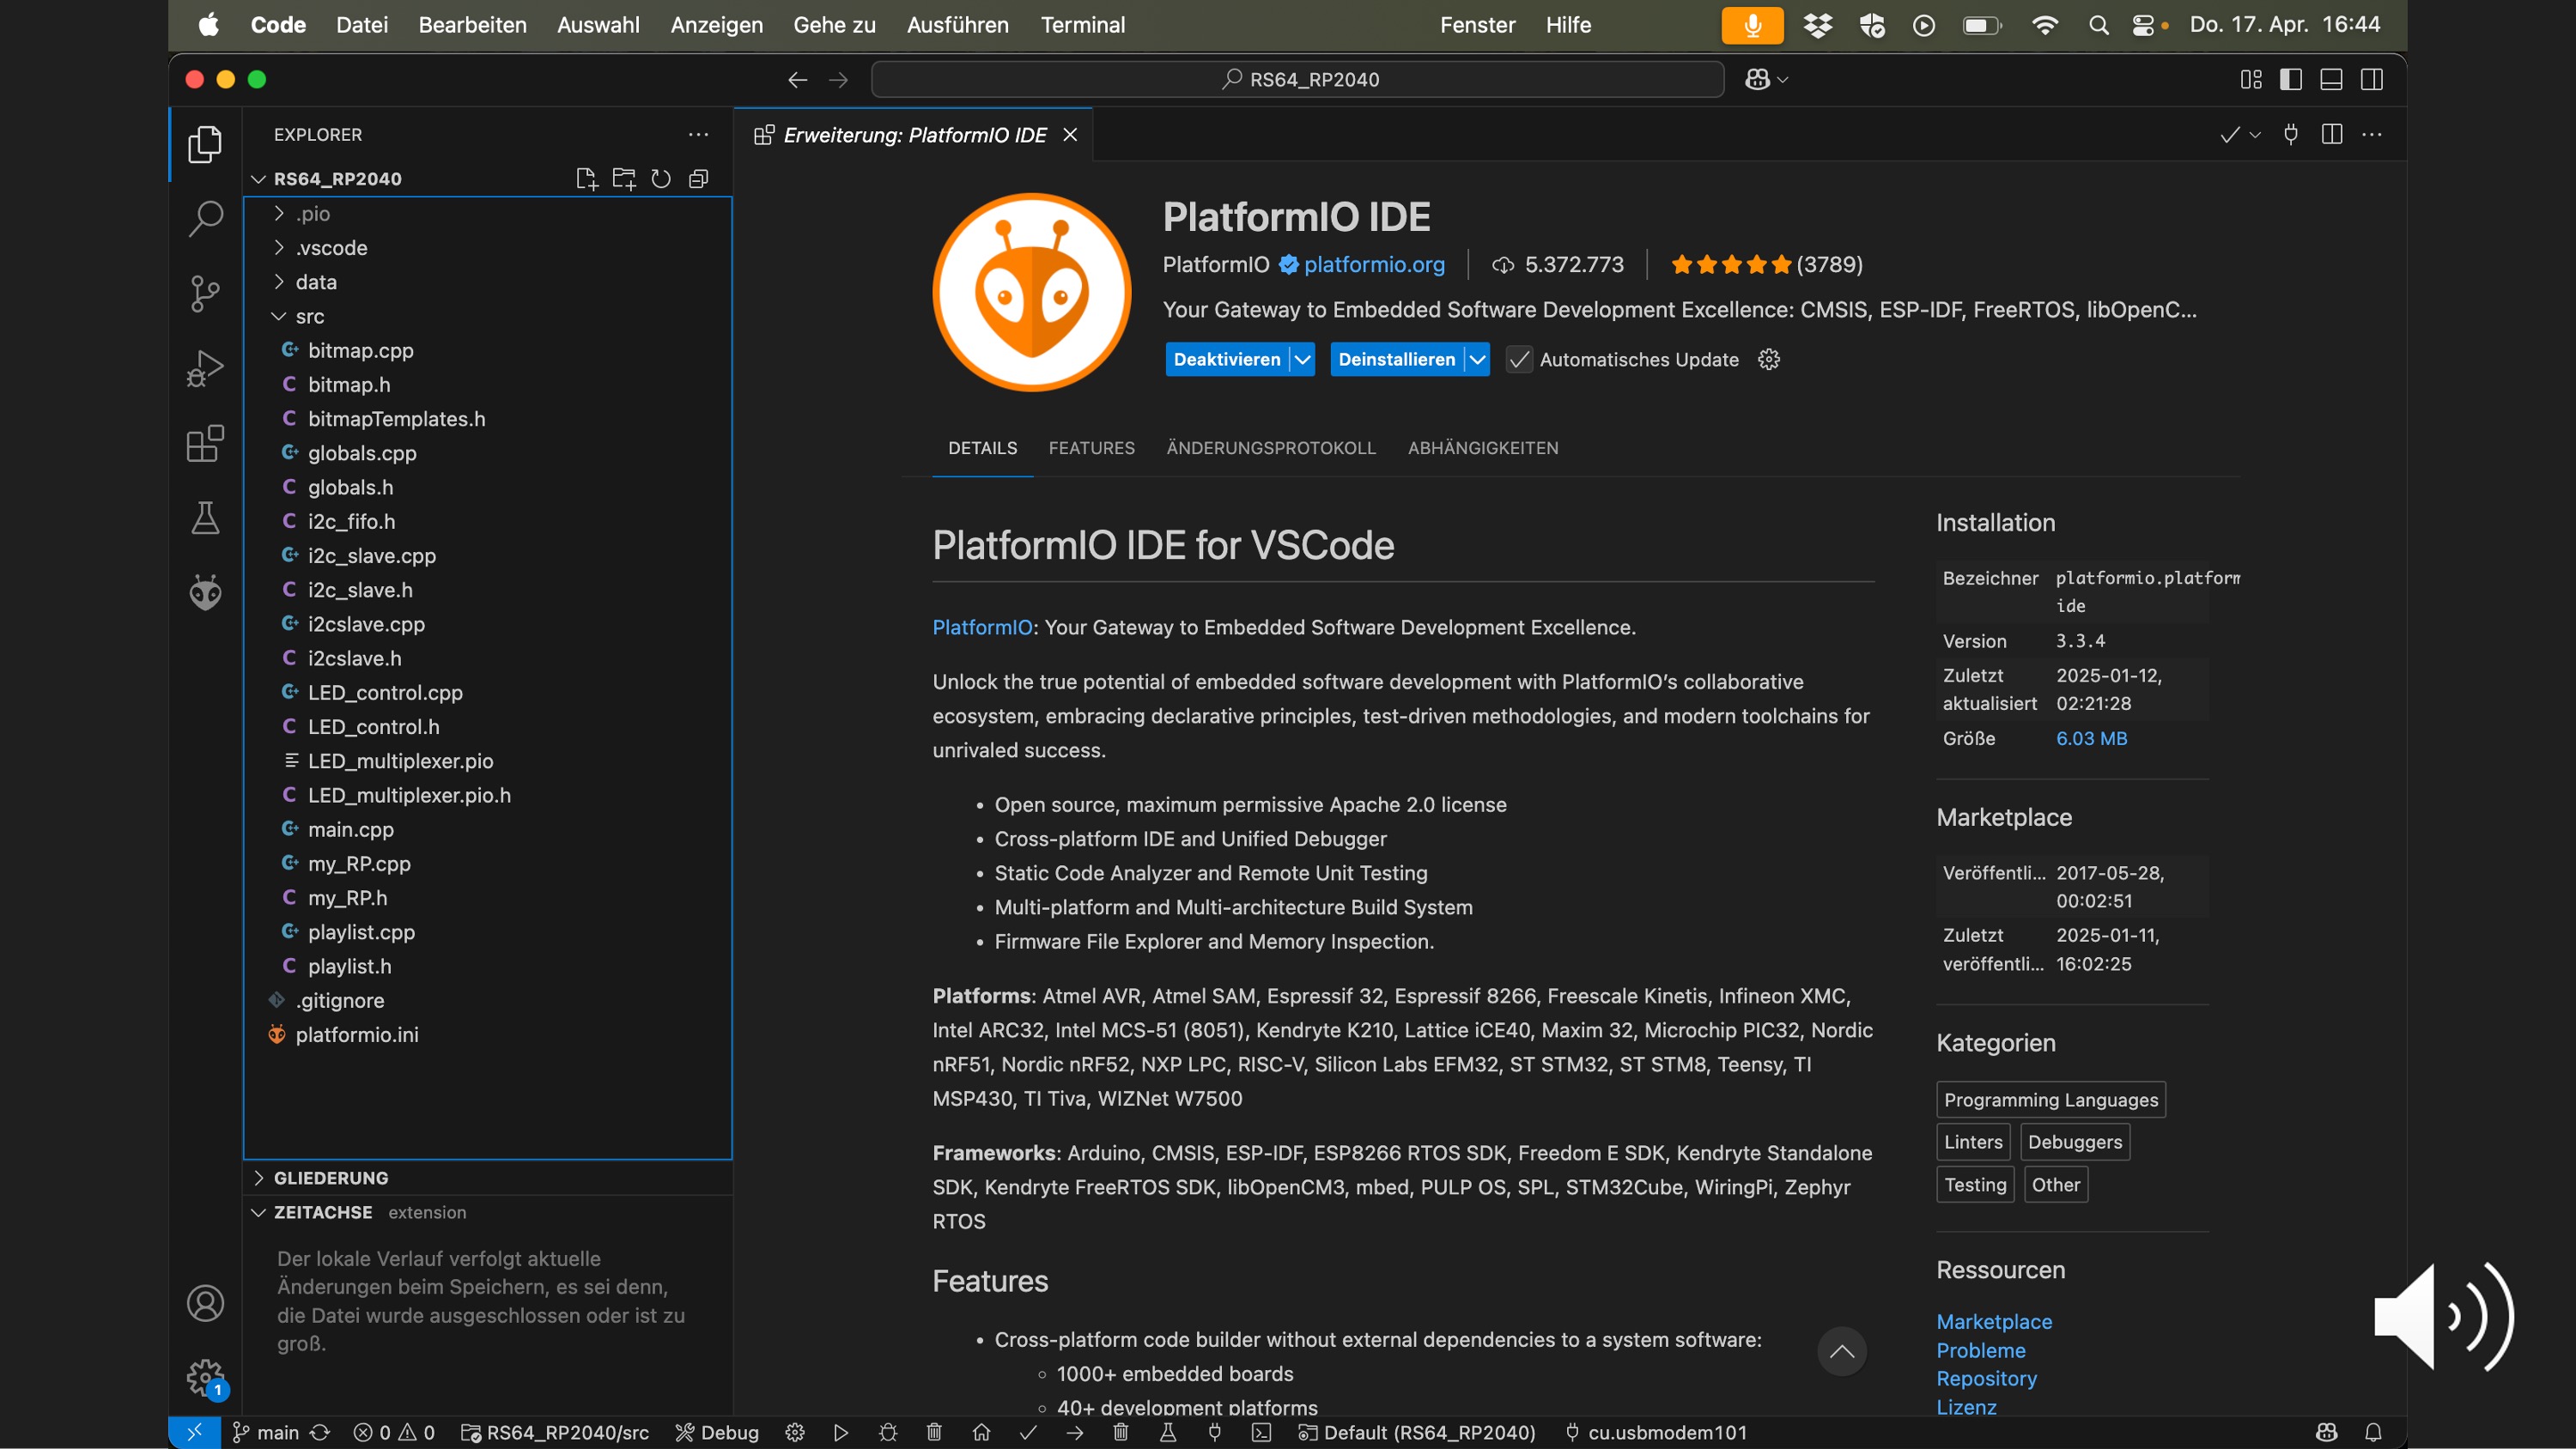 Code Datei Bearbeiten Auswahl Anzeigen Gehe zu Ausführen Terminal Fenster Hilfe Do. 17. Apr. 16:44
RS64_RP2040
EXPLORER
RS64_RP2040
.pio
.vscode
data
src
bitmap.cpp
bitmap.h
bitmapTemplates.h
globals.cpp
globals.h
i2c_fifo.h
i2c_slave.cpp
i2c_slave.h
i2cslave.cpp
i2cslave.h
LED_control.cpp
LED_control.h
LED_multiplexer.pio
LED_multiplexer.pio.h
main.cpp
my_RP.cpp
my_RP.h
playlist.cpp
playlist.h
.gitignore
platformio.ini
GLIEDERUNG
ZEITACHSE extension
Der lokale Verlauf verfolgt aktuelle
Änderungen beim Speichern, es sei denn,
die Datei wurde ausgeschlossen oder ist zu
groß.
1
Erweiterung: PlatformIO IDE
PlatformIO IDE
PlatformIO platformio.org 5.372.773 (3789)
Your Gateway to Embedded Software Development Excellence: CMSIS, ESP-IDF, FreeRTOS, libOpenC...
Deaktivieren Deinstallieren Automatisches Update
DETAILS FEATURES ÄNDERUNGSPROTOKOLL ABHÄNGIGKEITEN
PlatformIO IDE for VSCode
PlatformIO: Your Gateway to Embedded Software Development Excellence.
Unlock the true potential of embedded software development with PlatformIO's collaborative
ecosystem, embracing declarative principles, test-driven methodologies, and modern toolchains for
unrivaled success.
• Open source, maximum permissive Apache 2.0 license
• Cross-platform IDE and Unified Debugger
• Static Code Analyzer and Remote Unit Testing
• Multi-platform and Multi-architecture Build System
• Firmware File Explorer and Memory Inspection.
Platforms: Atmel AVR, Atmel SAM, Espressif 32, Espressif 8266, Freescale Kinetis, Infineon XMC,
Intel ARC32, Intel MCS-51 (8051), Kendryte K210, Lattice iCE40, Maxim 32, Microchip PIC32, Nordic
nRF51, Nordic nRF52, NXP LPC, RISC-V, Silicon Labs EFM32, ST STM32, ST STM8, Teensy, TI
MSP430, TI Tiva, WIZNet W7500
Frameworks: Arduino, CMSIS, ESP-IDF, ESP8266 RTOS SDK, Freedom E SDK, Kendryte Standalone
SDK, Kendryte FreeRTOS SDK, libOpenCM3, mbed, PULP OS, SPL, STM32Cube, WiringPi, Zephyr
RTOS
Features
• Cross-platform code builder without external dependencies to a system software:
◦ 1000+ embedded boards
◦ 40+ development platforms
Installation
Bezeichner platformio.platform
ide
Version 3.3.4
Zuletzt 2025-01-12,
aktualisiert 02:21:28
Größe 6.03 MB
Marketplace
Veröffentli... 2017-05-28,
00:02:51
Zuletzt 2025-01-11,
veröffentli... 16:02:25
Kategorien
Programming Languages
Linters Debuggers
Testing Other
Ressourcen
Marketplace
Probleme
Repository
Lizenz
main 0 0 RS64_RP2040/src Debug Default (RS64_RP2040) cu.usbmodem101